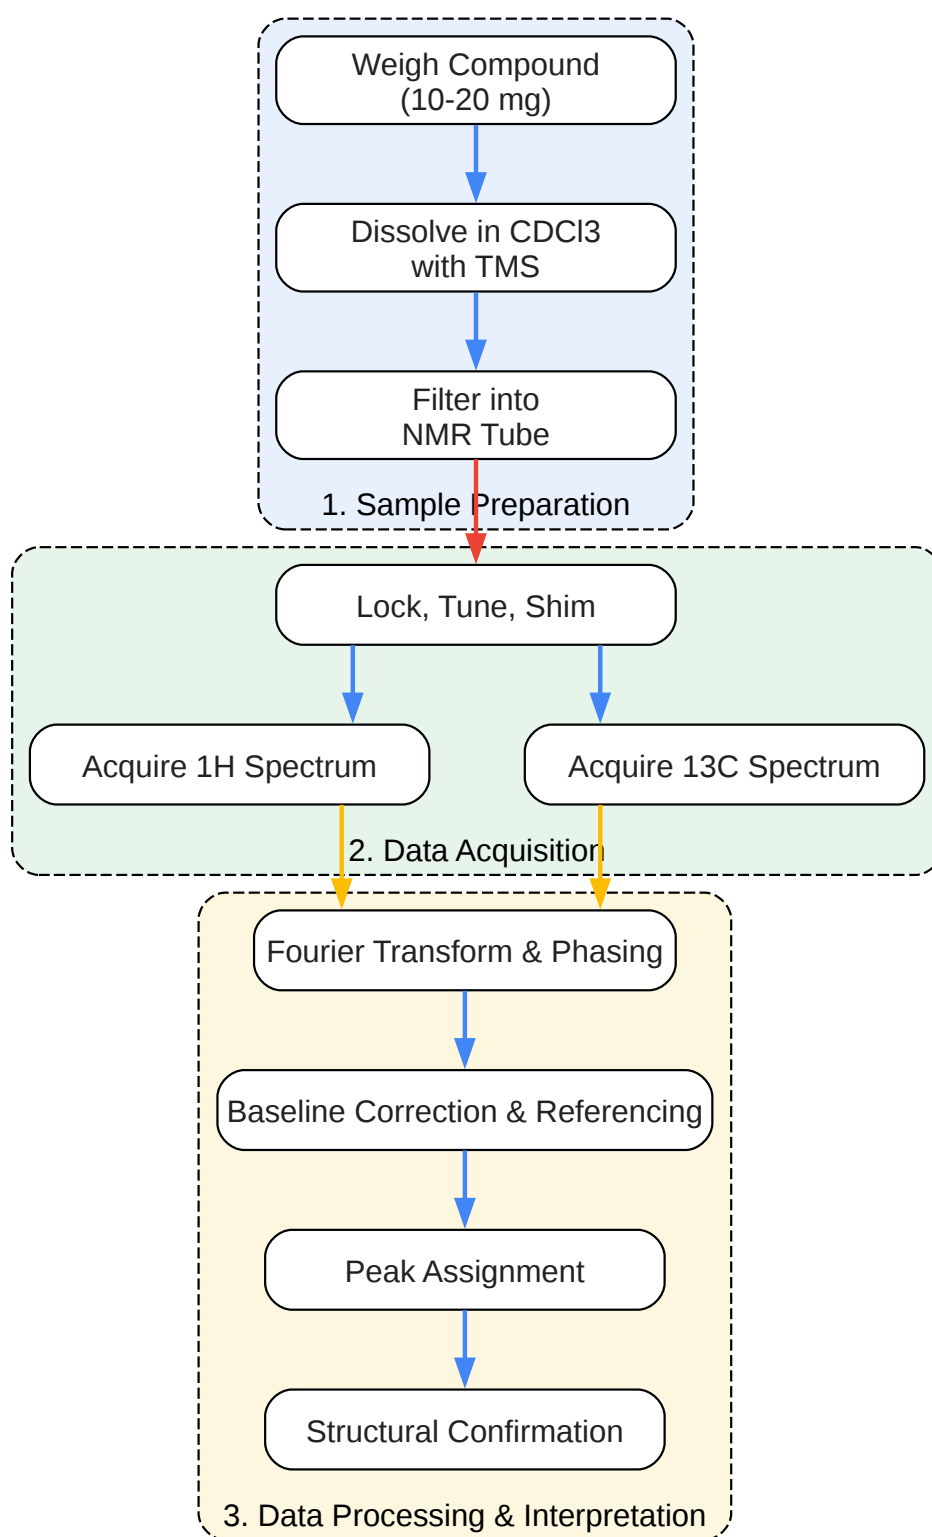 Weigh Compound
(10-20 mg)
Dissolve in CDCl3
with TMS
Filter into
NMR Tube
1. Sample Preparation
Lock, Tune, Shim
Acquire 1H Spectrum
Acquire 13C Spectrum
2. Data Acquisition
Fourier Transform & Phasing
Baseline Correction & Referencing
Peak Assignment
Structural Confirmation
3. Data Processing & Interpretation